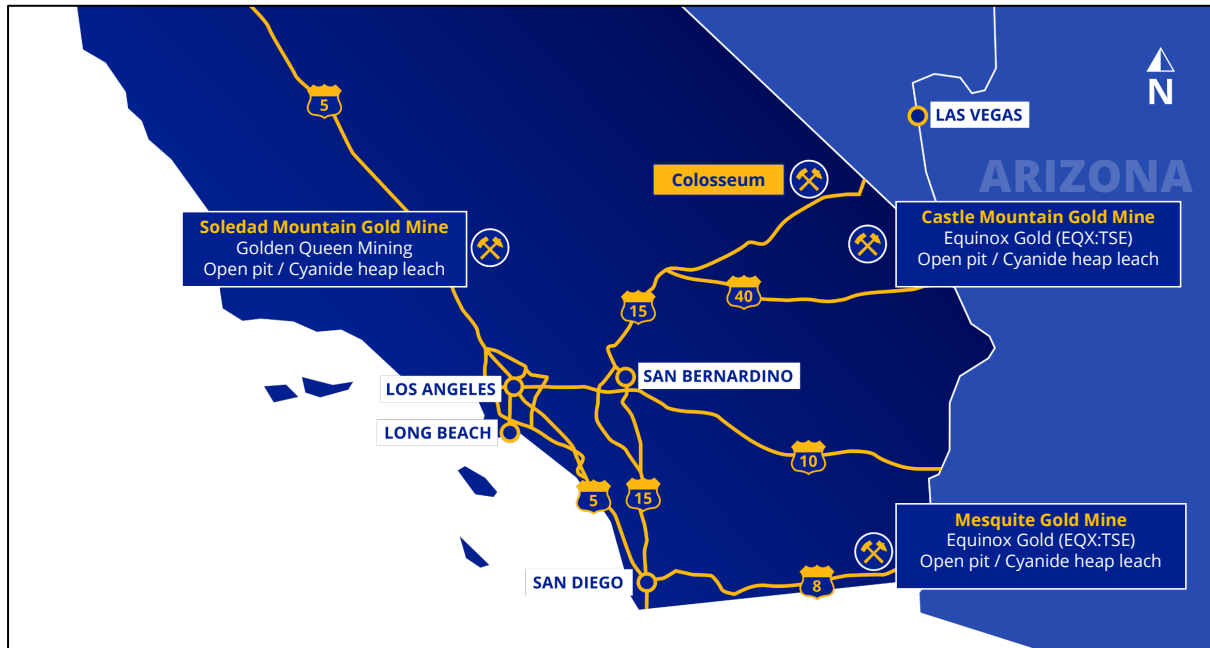 5
N
LAS VEGAS
ARIZONA
Colosseum
Soledad Mountain Gold Mine
Golden Queen Mining
Open pit / Cyanide heap leach
Castle Mountain Gold Mine
Equinox Gold (EQX:TSE)
Open pit / Cyanide heap leach
40
15
SAN BERNARDINO
LOS ANGELES
LONG BEACH
10
5
15
Mesquite Gold Mine
Equinox Gold (EQX:TSE)
Open pit / Cyanide heap leach
SAN DIEGO
8